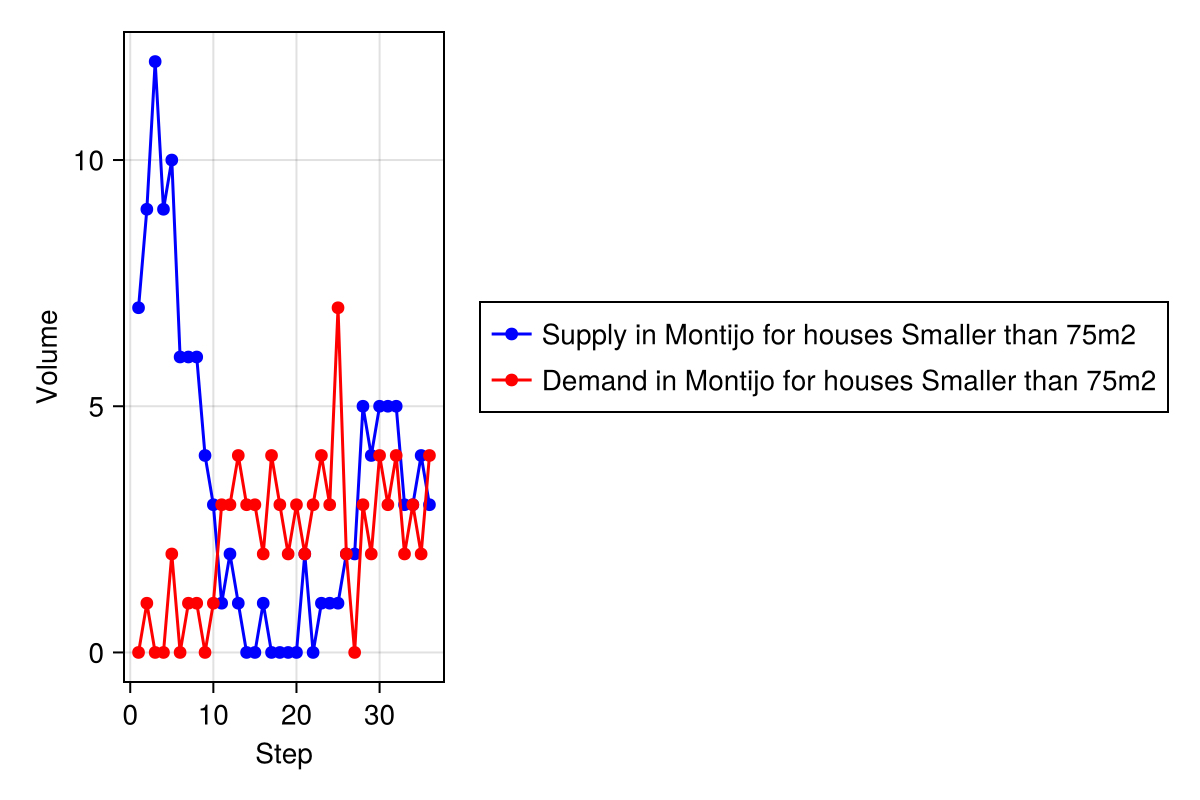 10
5
0
Volume
0 10 20 30
Step
Supply in Montijo for houses Smaller than 75m2
Demand in Montijo for houses Smaller than 75m2